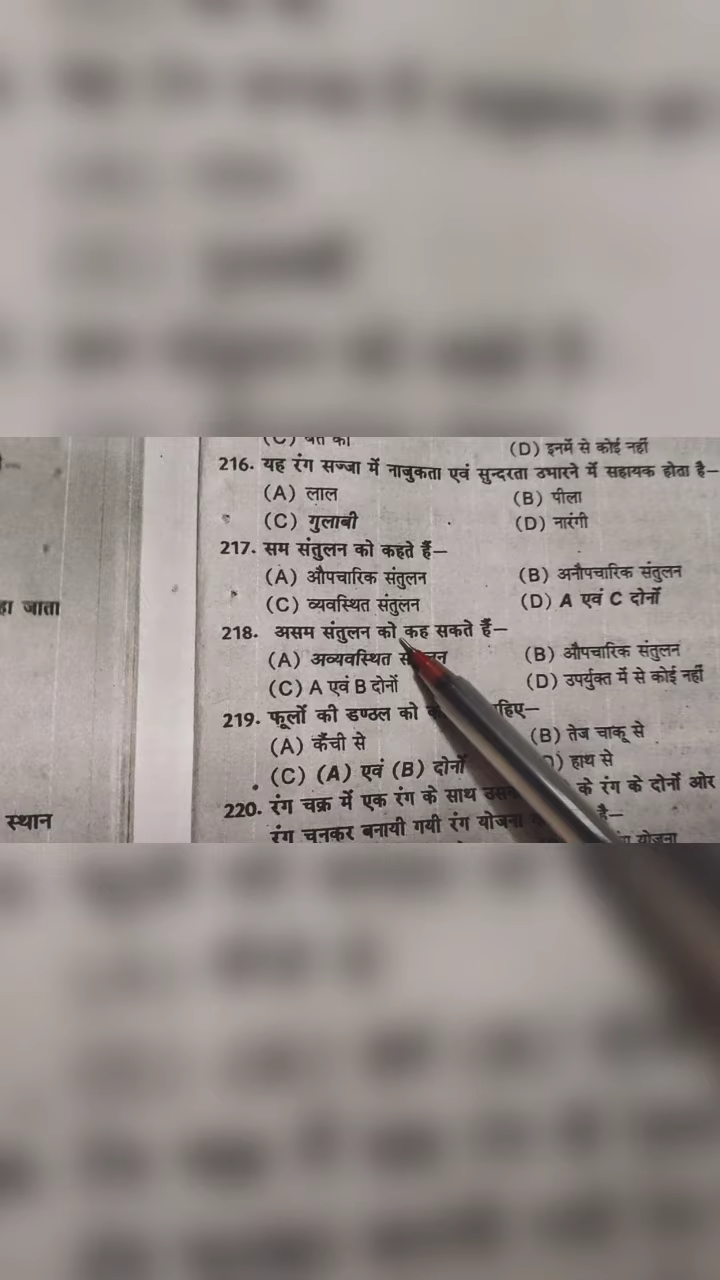 (D) इनमें से कोई नहीं
216. यह रंग सज्जा में नाजुकता एवं सुन्दरता उभारने में सहायक होता है—
(A) लाल (B) पीला
(C) गुलाबी (D) नारंगी
217. सम संतुलन को कहते हैं—
(A) औपचारिक संतुलन (B) अनौपचारिक संतुलन
(C) व्यवस्थित संतुलन (D) A एवं C दोनों
हा जाता
218. असम संतुलन को कह सकते हैं—
(A) अव्यवस्थित (B) औपचारिक संतुलन
(C) A एवं B दोनों (D) उपर्युक्त में से कोई नहीं
219. फूलों की डण्ठल को
(A) कैंची से (B) तेज चाकू से
(C) (A) एवं (B) दोनों हाथ से
220. रंग चक्र में एक रंग के साथ के रंग के दोनों ओर
स्थान
रंग चुनकर बनायी गयी रंग योजना है—